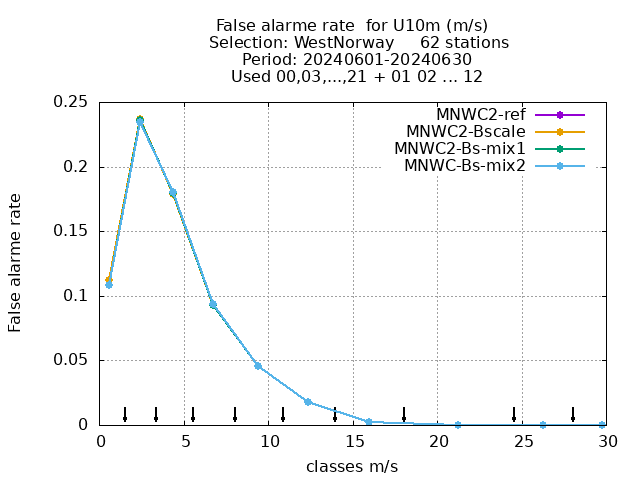 False alarme rate  for U10m (m/s)
Selection: WestNorway     62 stations
Period: 20240601-20240630
Used 00,03,...,21 + 01 02 ... 12
0.25
0.2
0.15
0.1
0.05
0
False alarme rate
MNWC2-ref
MNWC2-Bscale
MNWC2-Bs-mix1
MNWC-Bs-mix2
0 5 10 15 20 25 30
classes m/s